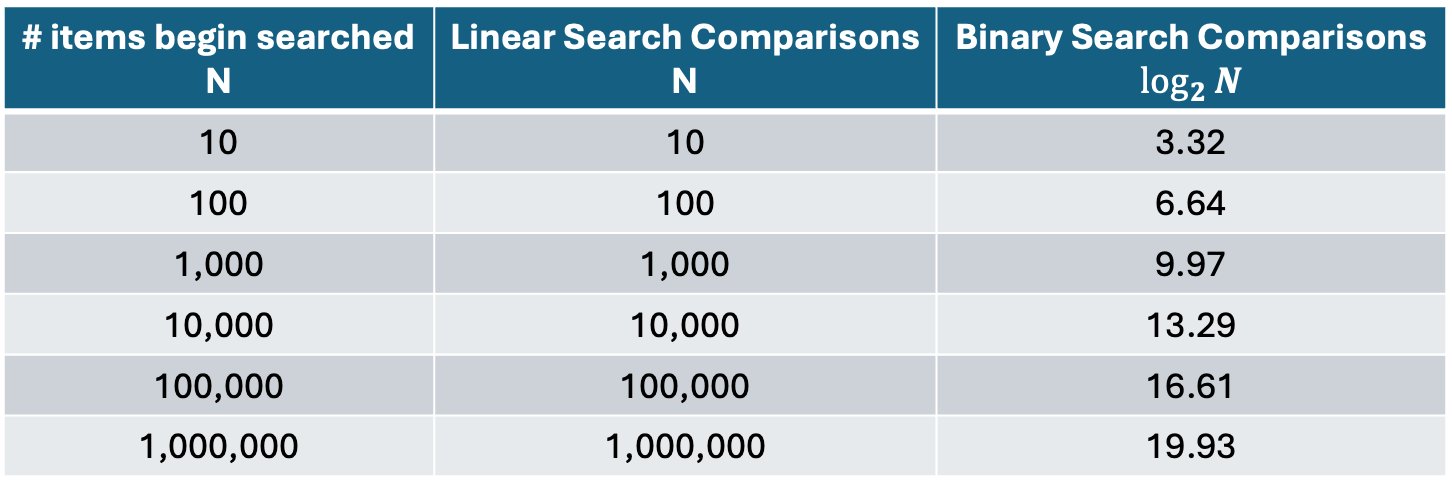 # items begin searched Linear Search Comparisons Binary Search Comparisons
N N log₂ N
10 10 3.32
100 100 6.64
1,000 1,000 9.97
10,000 10,000 13.29
100,000 100,000 16.61
1,000,000 1,000,000 19.93